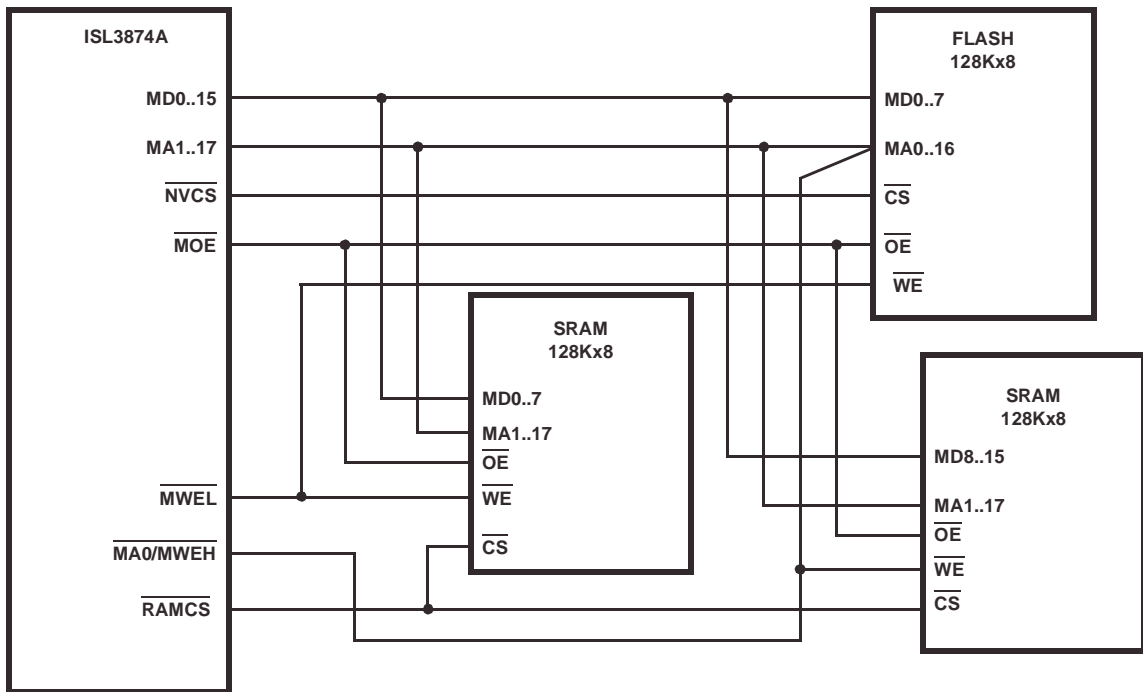 ISL3874A
MD0..15
MA1..17
NVCS
MOE
MWEL
MA0/MWEH
RAMCS
SRAM
128Kx8
MD0..7
MA1..17
OE
WE
CS
FLASH
128Kx8
MD0..7
MA0..16
CS
OE
WE
SRAM
128Kx8
MD8..15
MA1..17
OE
WE
CS